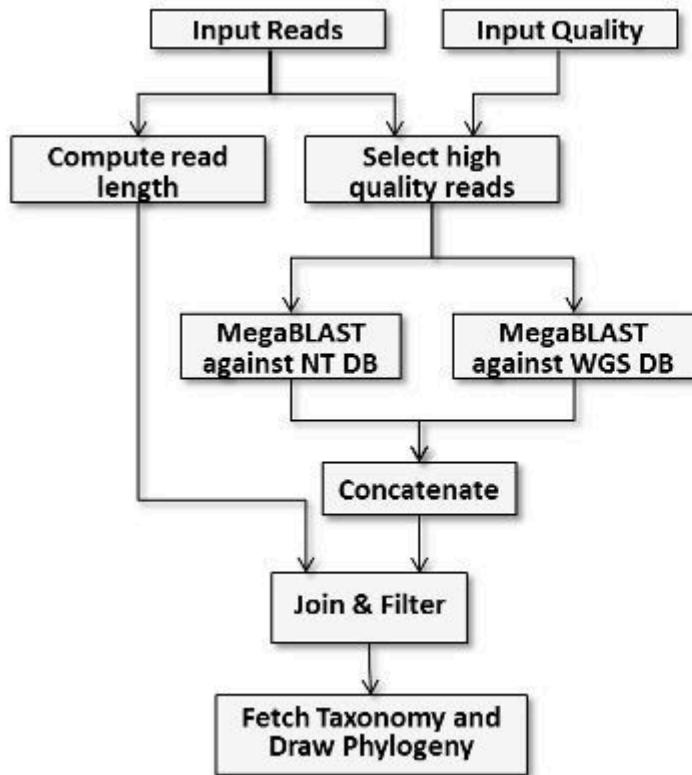 Input Reads
Input Quality
Compute read
length
Select high
quality reads
MegaBLAST
against NT DB
MegaBLAST
against WGS DB
Concatenate
Join & Filter
Fetch Taxonomy and
Draw Phylogeny